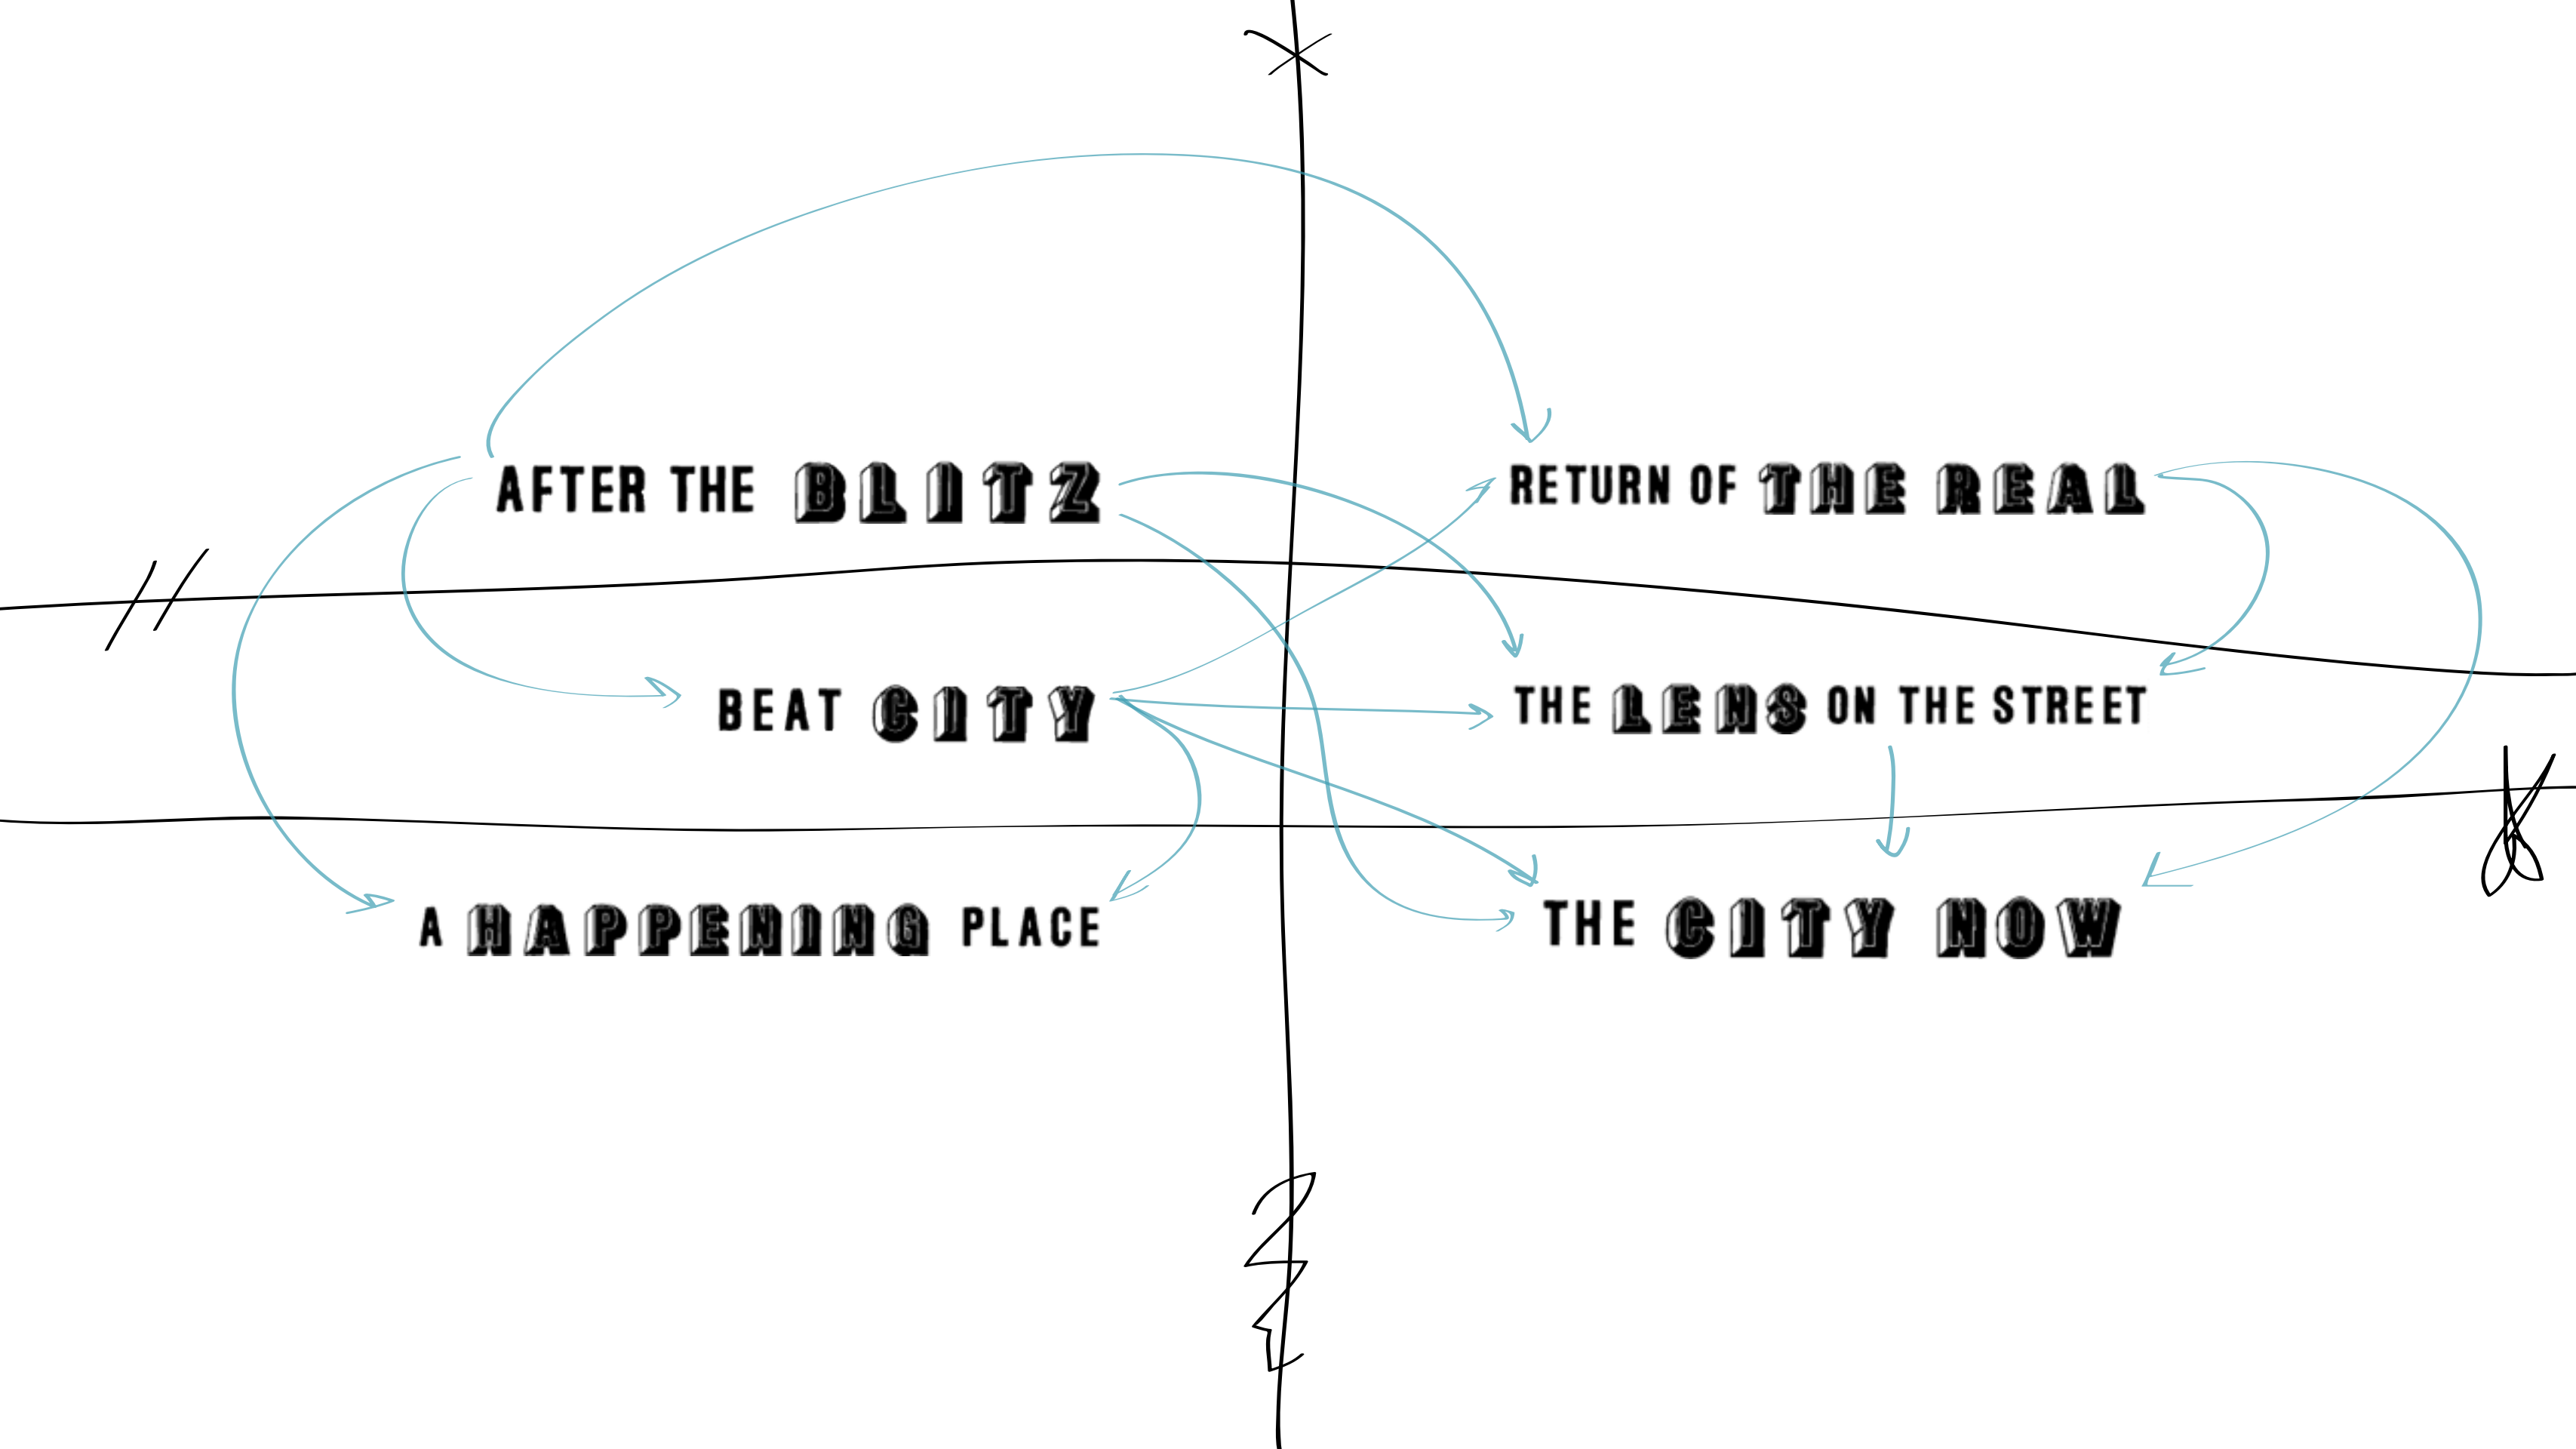 AFTER THE BLITZ
RETURN OF THE REAL
BEAT CITY
THE LENS ON THE STREET
A HAPPENING PLACE
THE CITY NOW